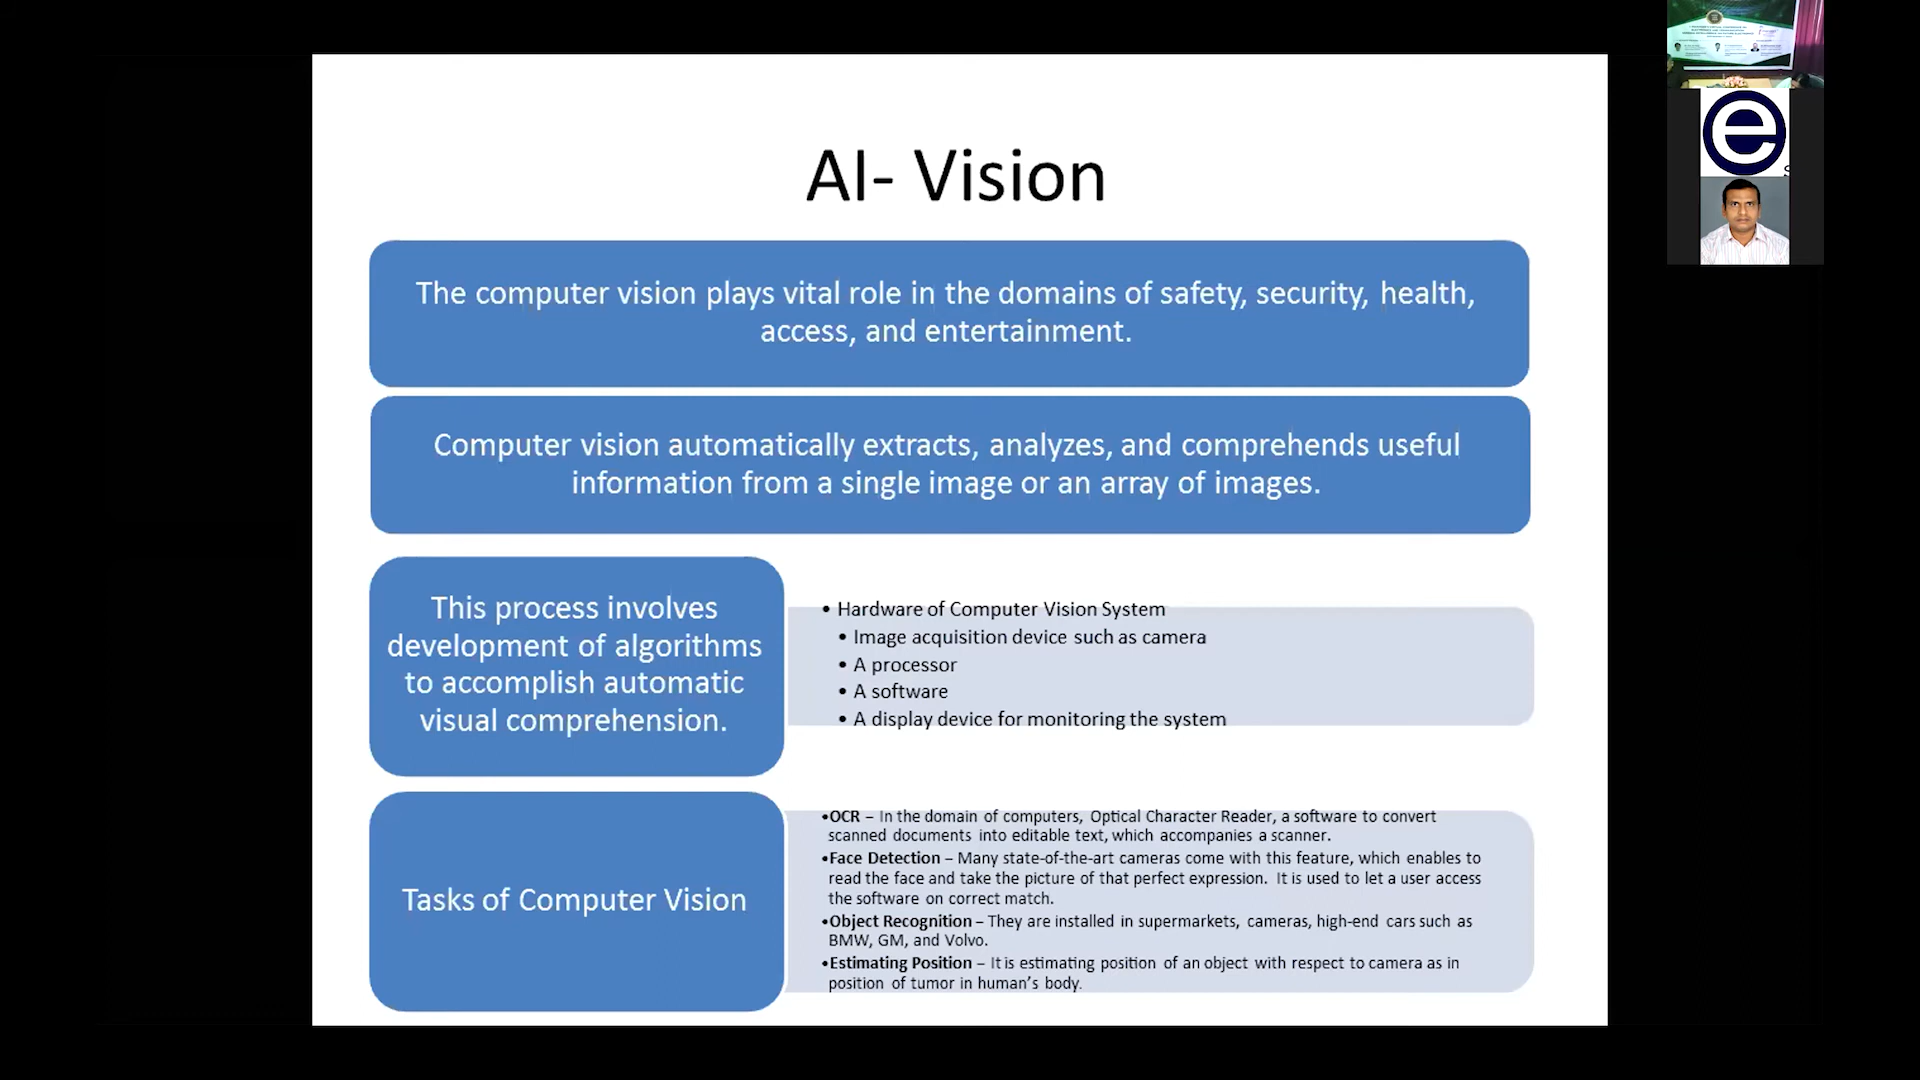 AI- Vision
The computer vision plays vital role in the domains of safety, security, health,
access, and entertainment.
Computer vision automatically extracts, analyzes, and comprehends useful
information from a single image or an array of images.
This process involves
development of algorithms
to accomplish automatic
visual comprehension.
• Hardware of Computer Vision System
• Image acquisition device such as camera
• A processor
• A software
• A display device for monitoring the system
Tasks of Computer Vision
•OCR – In the domain of computers, Optical Character Reader, a software to convert
scanned documents into editable text, which accompanies a scanner.
•Face Detection – Many state-of-the-art cameras come with this feature, which enables to
read the face and take the picture of that perfect expression. It is used to let a user access
the software on correct match.
•Object Recognition – They are installed in supermarkets, cameras, high-end cars such as
BMW, GM, and Volvo.
•Estimating Position – It is estimating position of an object with respect to camera as in
position of tumor in human’s body.
e